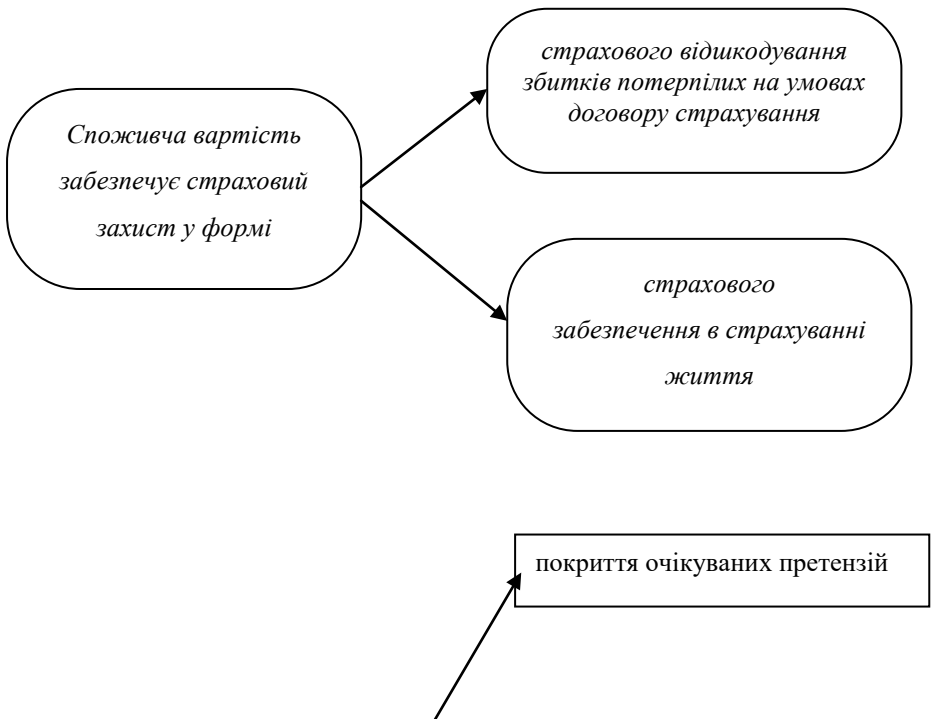 Споживча вартість
забезпечує страховий
захист у формі
страхового відшкодування
збитків потерпілих на умовах
договору страхування
страхового
забезпечення в страхуванні
життя
покриття очікуваних претензій